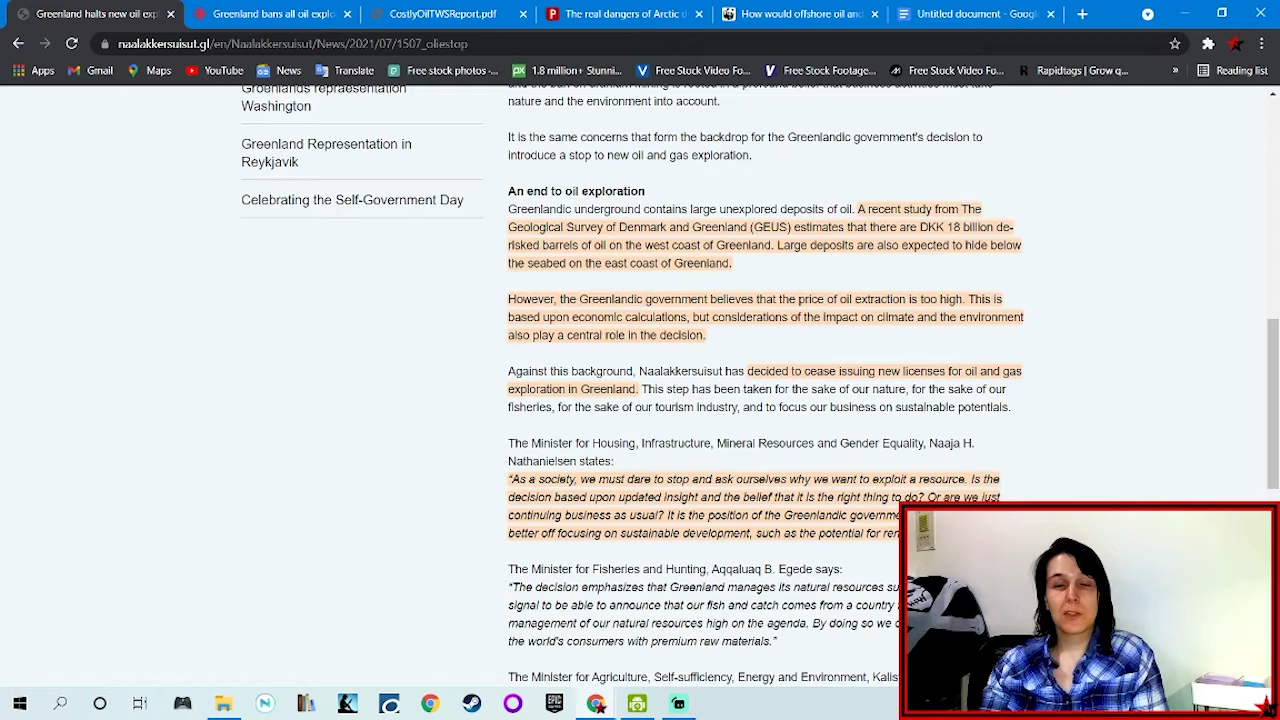 Greenland halts new oil exp
Greenland bans all oil explo
CostlyOilTWSReport.pdf
The real dangers of Arctic d
How would offshore oil and
Untitled document - Google
naalakkersuisut.gl/en/Naalakkersuisut/News/2021/07/1507_oliestop
Apps
Gmail
Maps
YouTube
News
Translate
Free stock photos -...
1.8 million+ Stunni...
Free Stock Video Fo...
Free Stock Footage...
Free Stock Video Fo...
Rapidtags | Grow q...
»
Reading list
Greenlands representation
Washington
Greenland Representation in
Reykjavik
Celebrating the Self-Government Day
and the ban on uranium mining is rooted in a profound belief that business activities must take
nature and the environment into account.
It is the same concerns that form the backdrop for the Greenlandic government's decision to
introduce a stop to new oil and gas exploration.
An end to oil exploration
Greenlandic underground contains large unexplored deposits of oil. A recent study from The
Geological Survey of Denmark and Greenland (GEUS) estimates that there are DKK 18 billion de-
risked barrels of oil on the west coast of Greenland. Large deposits are also expected to hide below
the seabed on the east coast of Greenland.
However, the Greenlandic government believes that the price of oil extraction is too high. This is
based upon economic calculations, but considerations of the impact on climate and the environment
also play a central role in the decision.
Against this background, Naalakkersuisut has decided to cease issuing new licenses for oil and gas
exploration in Greenland. This step has been taken for the sake of our nature, for the sake of our
fisheries, for the sake of our tourism industry, and to focus our business on sustainable potentials.
The Minister for Housing, Infrastructure, Mineral Resources and Gender Equality, Naaja H.
Nathanielsen states:
“As a society, we must dare to stop and ask ourselves why we want to exploit a resource. Is the
decision based upon updated insight and the belief that it is the right thing to do? Or are we just
continuing business as usual? It is the position of the Greenlandic governme
better off focusing on sustainable development, such as the potential for ren
The Minister for Fisheries and Hunting, Aqqaluaq B. Egede says:
“The decision emphasizes that Greenland manages its natural resources su
signal to be able to announce that our fish and catch comes from a country
management of our natural resources high on the agenda. By doing so we c
the world's consumers with premium raw materials.”
The Minister for Agriculture, Self-sufficiency, Energy and Environment, Kalis